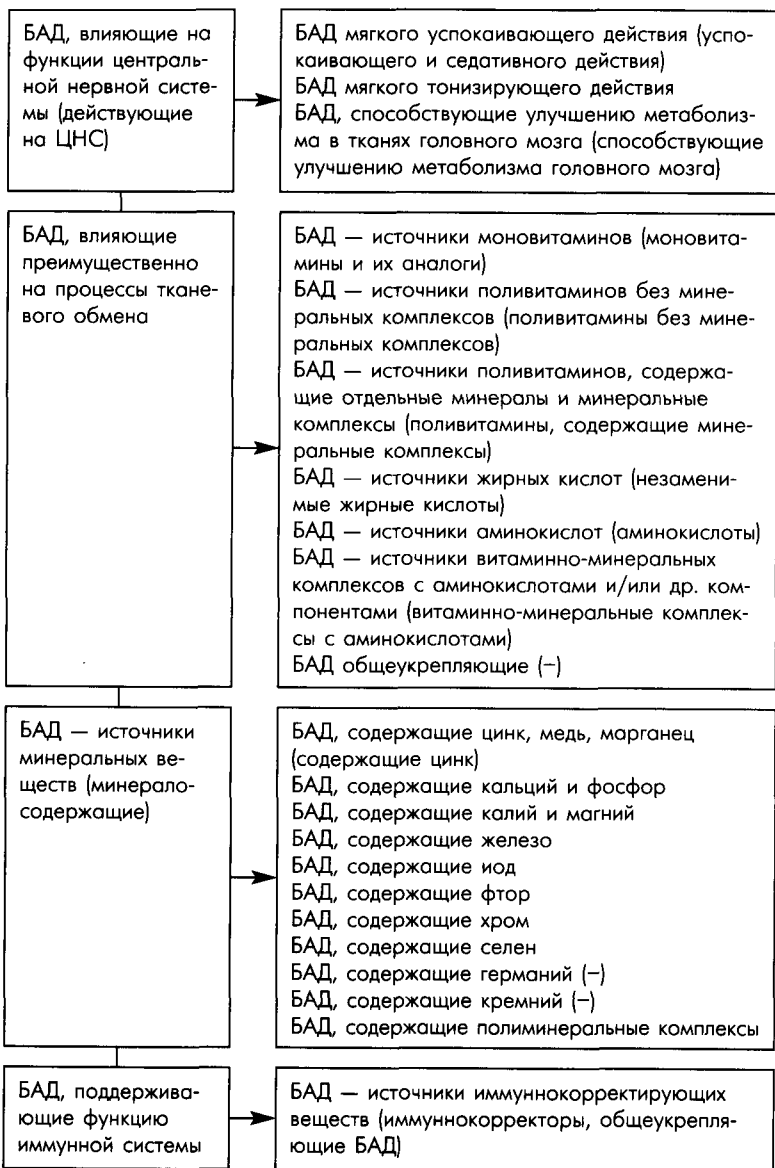 БАД, влияющие на
функции централь-
ной нервной систе-
мы (действующие
на ЦНС)
БАД мягкого успокаивающего действия (успо-
каивающего и седативного действия)
БАД мягкого тонизирующего действия
БАД, способствующие улучшению метаболиз-
ма в тканях головного мозга (способствующие
улучшению метаболизма головного мозга)
БАД, влияющие
преимущественно
на процессы ткане-
вого обмена
БАД — источники моновитаминов (моновита-
мины и их аналоги)
БАД — источники поливитаминов без мине-
ральных комплексов (поливитамины без мине-
ральных комплексов)
БАД — источники поливитаминов, содержа-
щие отдельные минералы и минеральные
комплексы (поливитамины, содержащие мине-
ральные комплексы)
БАД — источники жирных кислот (незамени-
мые жирные кислоты)
БАД — источники аминокислот (аминокислоты)
БАД — источники витаминно-минеральных
комплексов с аминокислотами и/или др. ком-
понентами (витаминно-минеральные комплек-
сы с аминокислотами)
БАД общеукрепляющие (–)
БАД — источники
минеральных ве-
ществ (минерало-
содержащие)
БАД, содержащие цинк, медь, марганец
(содержащие цинк)
БАД, содержащие кальций и фосфор
БАД, содержащие калий и магний
БАД, содержащие железо
БАД, содержащие иод
БАД, содержащие фтор
БАД, содержащие хром
БАД, содержащие селен
БАД, содержащие германий (–)
БАД, содержащие кремний (–)
БАД, содержащие полиминеральные комплексы
БАД, поддержива-
ющие функцию
иммунной системы
БАД — источники иммуннокорректирующих
веществ (иммуннокорректоры, общеукрепля-
ющие БАД)